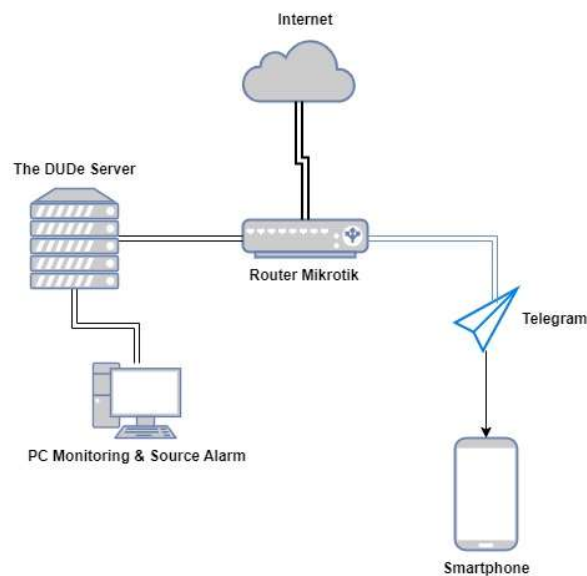 Internet
The DUDe Server
Router Mikrotik
Telegram
PC Monitoring & Source Alarm
Smartphone